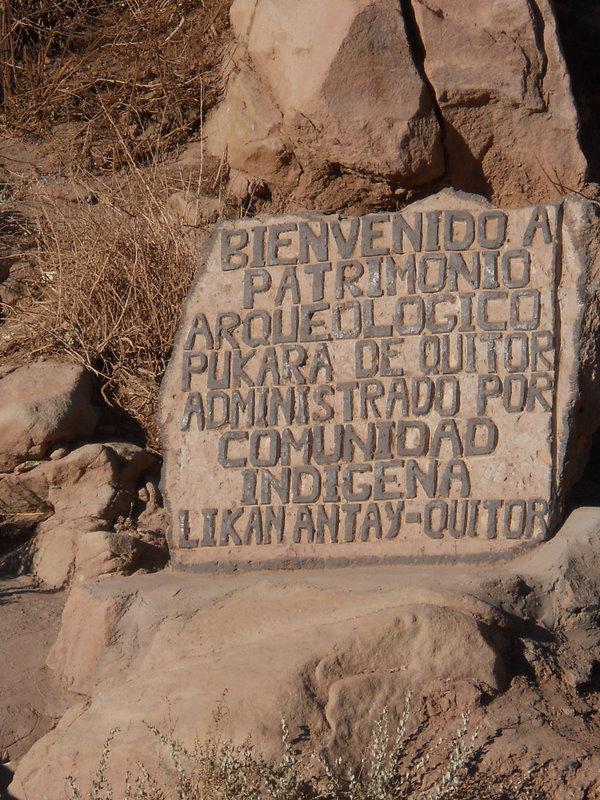 BIENVENIDO A
PATRIMONIO
ARQUEOLOGICO
PUKARA DE QUITOR
ADMINISTRADO POR
COMUNIDAD
INDIGENA
LIKAN ANTAY=QUITOR